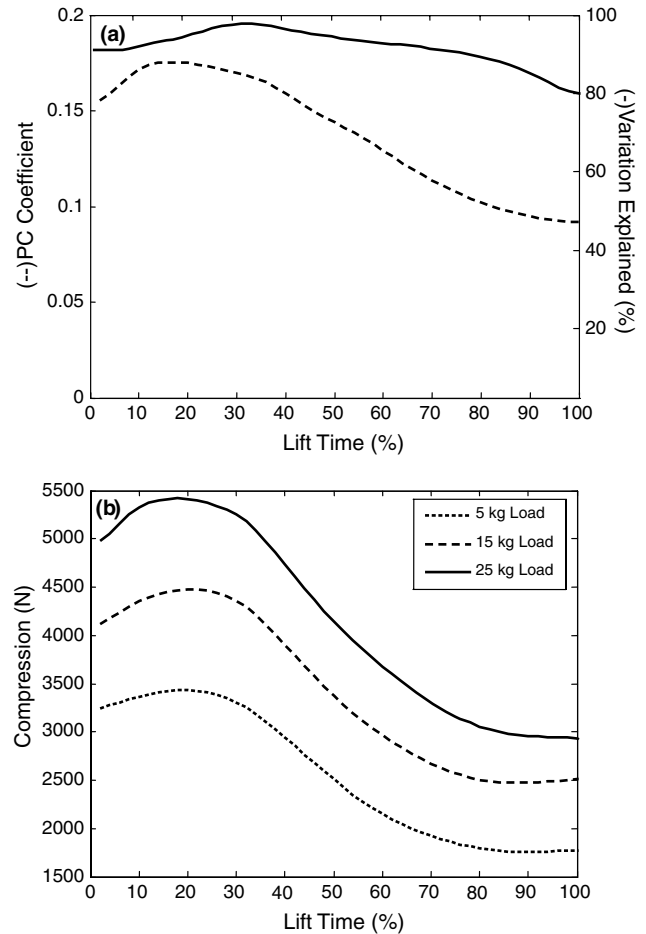 (a)
0.2
0.15
0.1
0.05
0
(--)PC Coefficient
100
80
60
40
20
(-)Variation Explained (%)
0 10 20 30 40 50 60 70 80 90 100
Lift Time (%)
(b)
5500
5000
4500
4000
3500
3000
2500
2000
1500
Compression (N)
5 kg Load
15 kg Load
25 kg Load
0 10 20 30 40 50 60 70 80 90 100
Lift Time (%)